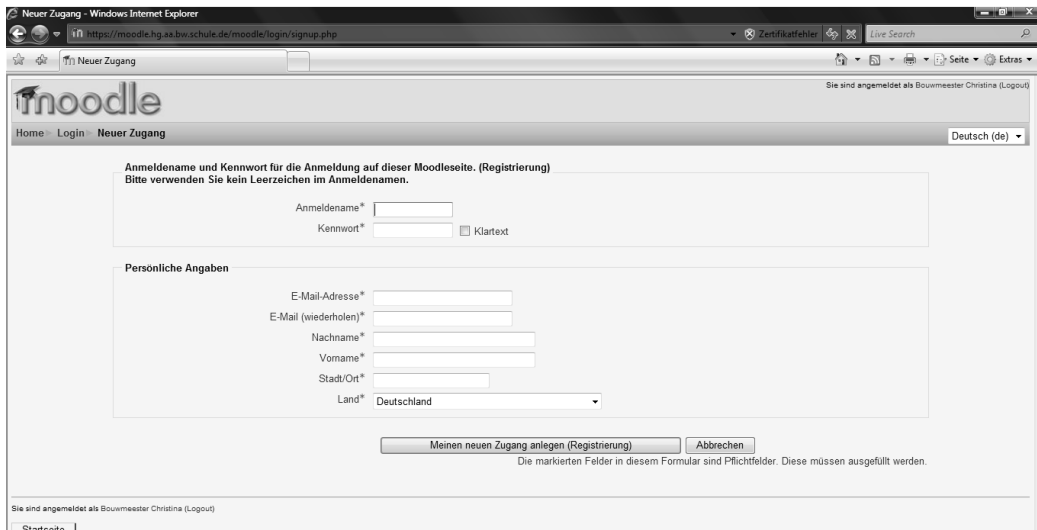 Neuer Zugang - Windows Internet Explorer
https://moodle.hg.aa.bw.schule.de/moodle/login/signup.php
Zertifikatfehler
Live Search
Neuer Zugang
Seite
Extras
moodle
Sie sind angemeldet als Bouwmeester Christina (Logout)
Home Login Neuer Zugang
Deutsch (de)
Anmeldename und Kennwort für die Anmeldung auf dieser Moodleseite. (Registrierung)
Bitte verwenden Sie kein Leerzeichen im Anmeldenamen.
Anmeldename*
Kennwort*
Klartext
Persönliche Angaben
E-Mail-Adresse*
E-Mail (wiederholen)*
Nachname*
Vorname*
Stadt/Ort*
Land* Deutschland
Meinen neuen Zugang anlegen (Registrierung) Abbrechen
Die markierten Felder in diesem Formular sind Pflichtfelder. Diese müssen ausgefüllt werden.
Sie sind angemeldet als Bouwmeester Christina (Logout)
Startseite